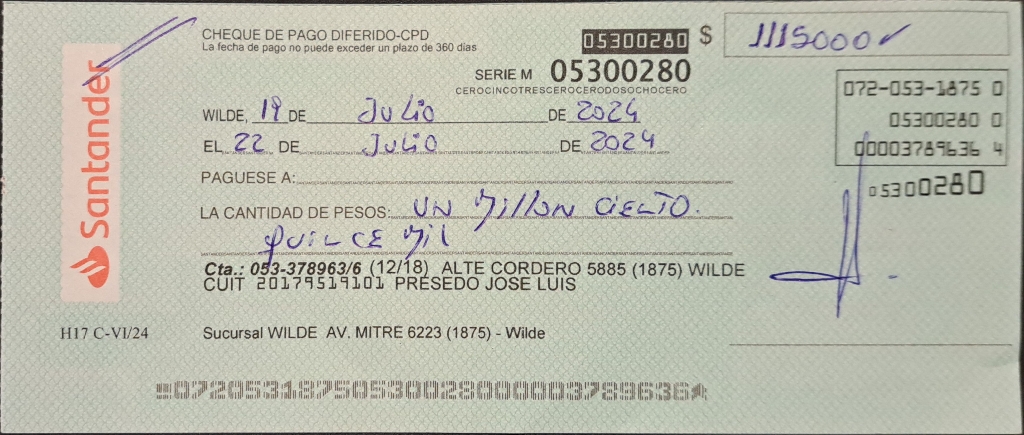 CHEQUE DE PAGO DIFERIDO-CPD
La fecha de pago no puede exceder un plazo de 360 días
05300280 $ 1115000
SERIE M 05300280
CEROCINCOTRESCEROCERODOSOCHOCERO
072-053-1875 0
05300280 0
00003789636 4
05300280
Santander
WILDE, 19 DE Julio DE 2024
EL 22 DE Julio DE 2024
PAGUESE A:
LA CANTIDAD DE PESOS: UN Millon CIENTO
QUINCE Mil
Cta.: 053-378963/6 (12/18) ALTE CORDERO 5885 (1875) WILDE
CUIT 20179519101 PRESEDO JOSE LUIS
H17 C-VI/24
Sucursal WILDE AV. MITRE 6223 (1875) - Wilde
07205318750530028000003789636